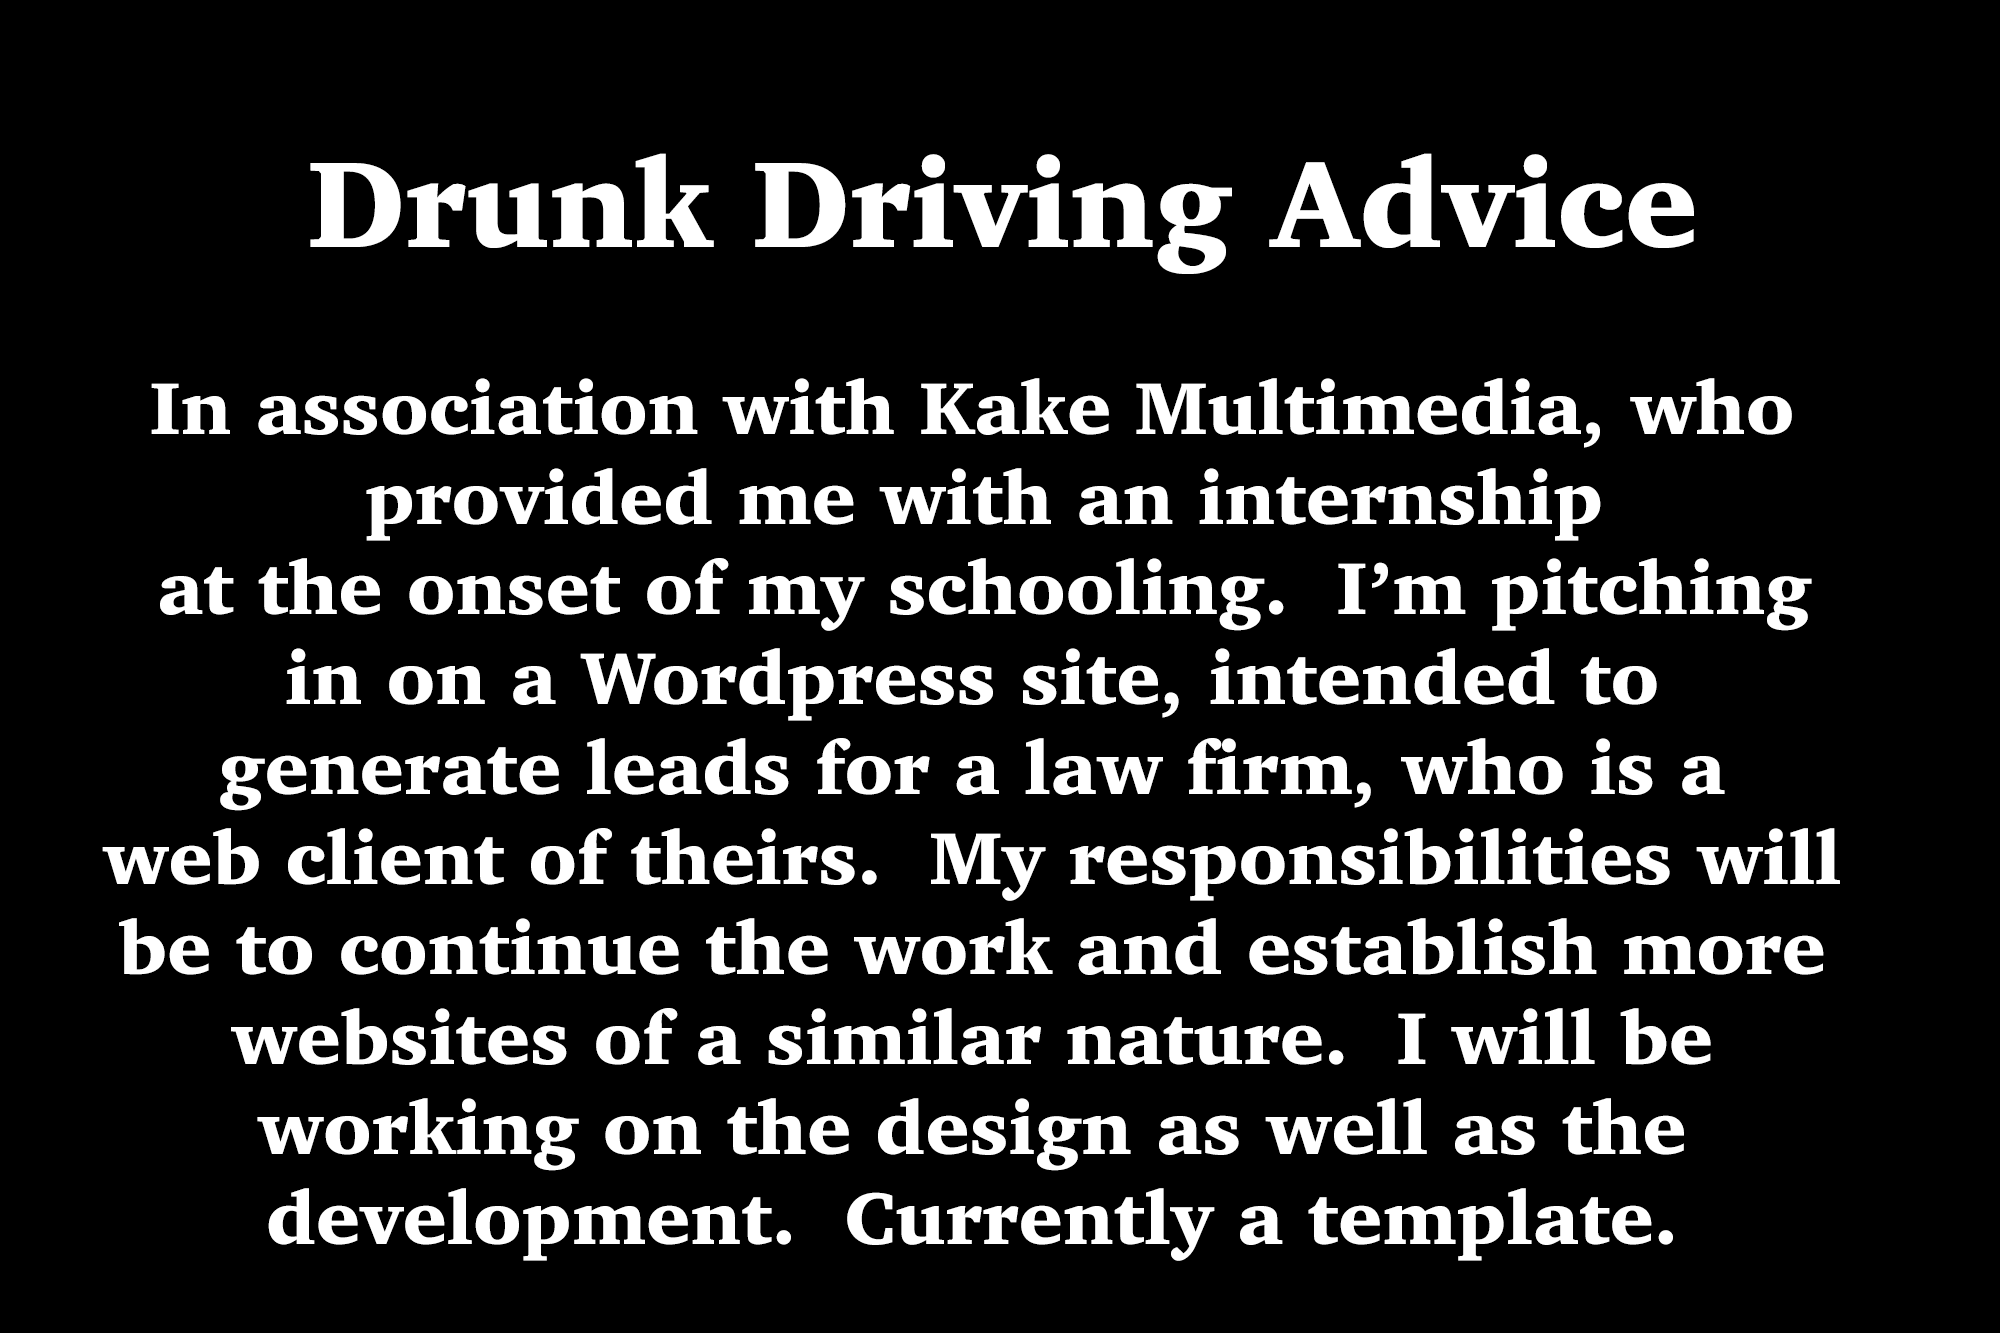 Drunk Driving Advice
In association with Kake Multimedia, who
provided me with an internship
at the onset of my schooling.  I’m pitching
in on a Wordpress site, intended to
generate leads for a law firm, who is a
web client of theirs.  My responsibilities will
be to continue the work and establish more
websites of a similar nature.  I will be
working on the design as well as the
development.  Currently a template.